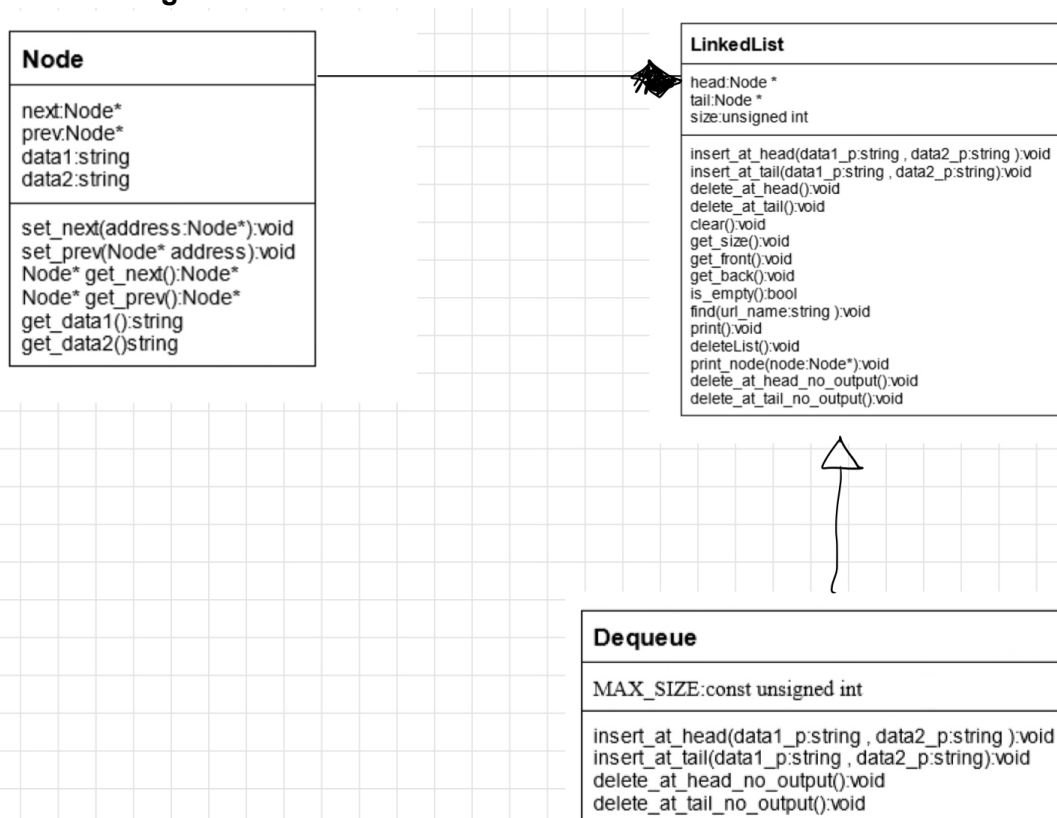 Node
next:Node*
prev:Node*
data1:string
data2:string
set_next(address:Node*):void
set_prev(Node* address):void
Node* get_next():Node*
Node* get_prev():Node*
get_data1():string
get_data2()string
LinkedList
head:Node *
tail:Node *
size:unsigned int
insert_at_head(data1_p:string , data2_p:string ):void
insert_at_tail(data1_p:string , data2_p:string):void
delete_at_head():void
delete_at_tail():void
clear():void
get_size():void
get_front():void
get_back():void
is_empty():bool
find(url_name:string ):void
print():void
deleteList():void
print_node(node:Node*):void
delete_at_head_no_output():void
delete_at_tail_no_output():void
Dequeue
MAX_SIZE:const unsigned int
insert_at_head(data1_p:string , data2_p:string ):void
insert_at_tail(data1_p:string , data2_p:string):void
delete_at_head_no_output():void
delete_at_tail_no_output():void